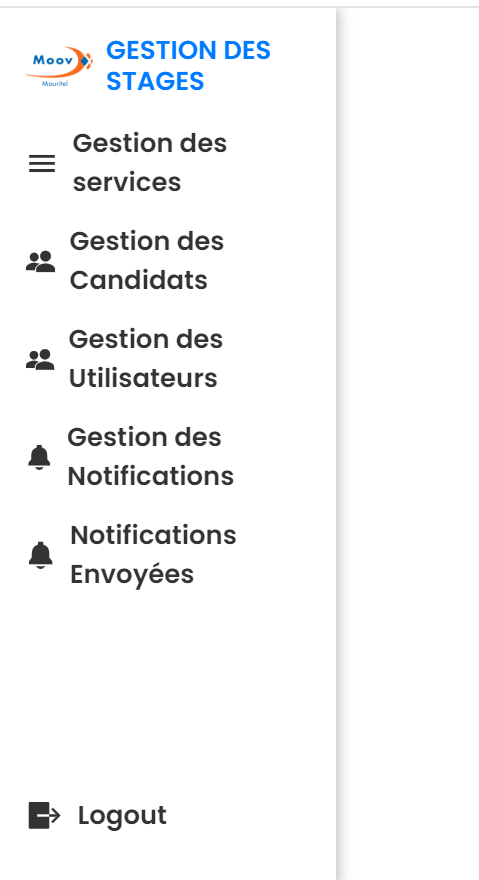 Moov
Mauritel
GESTION DES
STAGES
Gestion des
services
Gestion des
Candidats
Gestion des
Utilisateurs
Gestion des
Notifications
Notifications
Envoyées
Logout